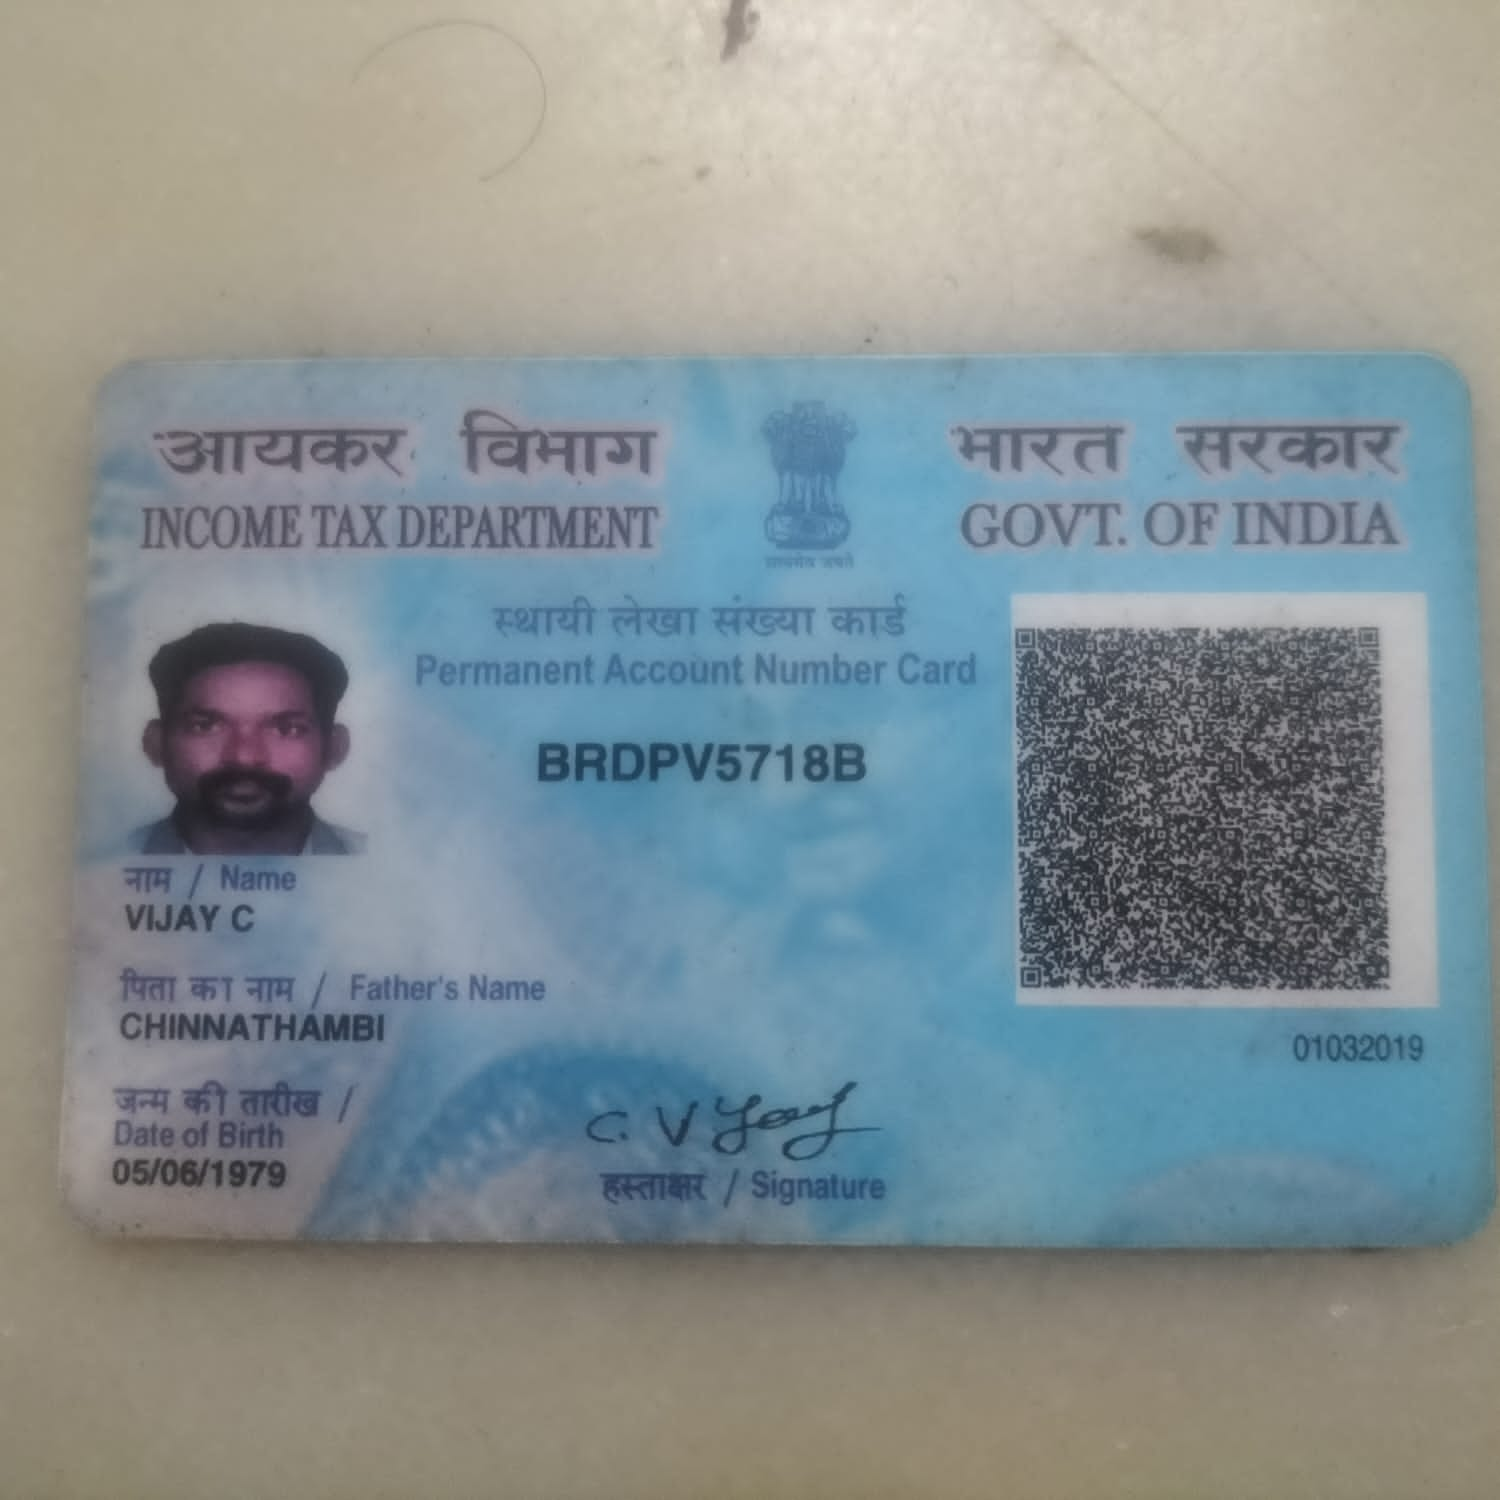 आयकर विभाग
INCOME TAX DEPARTMENT
सत्यमेव जयते
भारत सरकार
GOVT. OF INDIA
स्थायी लेखा संख्या कार्ड
Permanent Account Number Card
BRDPV5718B
नाम / Name
VIJAY C
पिता का नाम / Father's Name
CHINNATHAMBI
01032019
जन्म की तारीख /
Date of Birth
05/06/1979
C. Vijay
हस्ताक्षर / Signature